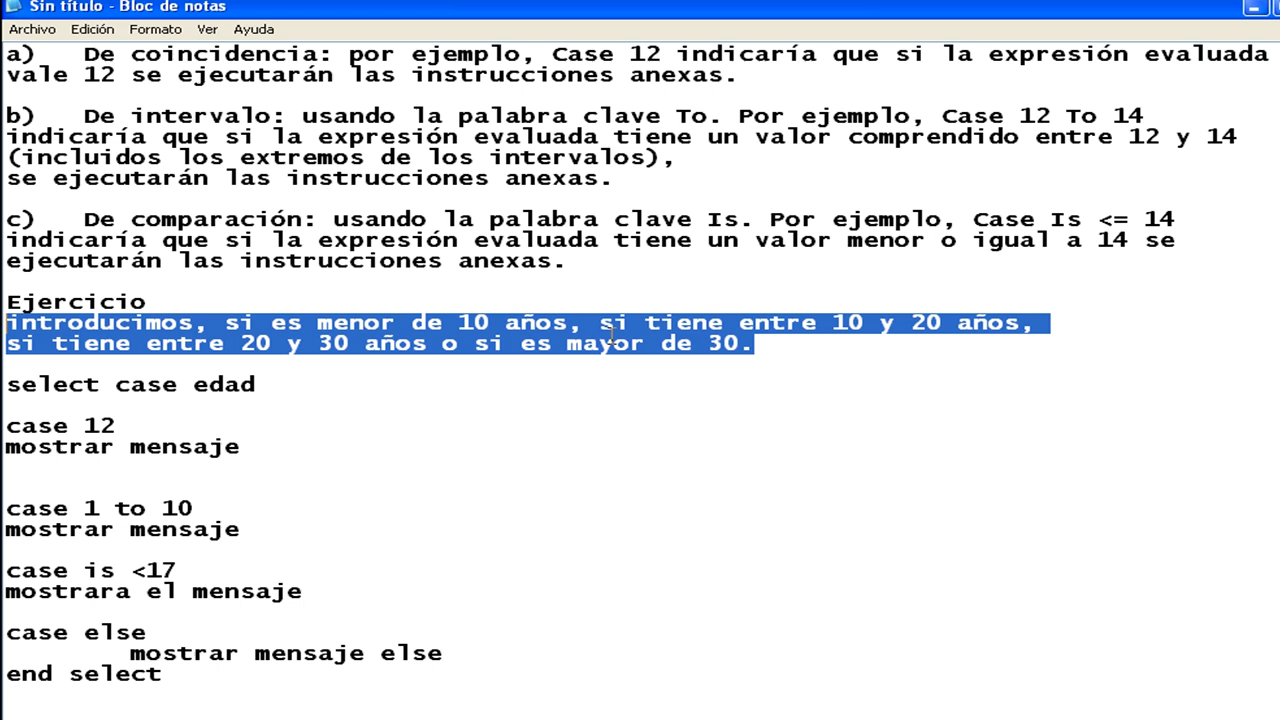 Sin título - Bloc de notas
Archivo Edición Formato Ver Ayuda
a) De coincidencia: por ejemplo, Case 12 indicaría que si la expresión evaluada
vale 12 se ejecutarán las instrucciones anexas.
b) De intervalo: usando la palabra clave To. Por ejemplo, Case 12 To 14
indicaría que si la expresión evaluada tiene un valor comprendido entre 12 y 14
(incluidos los extremos de los intervalos),
se ejecutarán las instrucciones anexas.
c) De comparación: usando la palabra clave Is. Por ejemplo, Case Is <= 14
indicaría que si la expresión evaluada tiene un valor menor o igual a 14 se
ejecutarán las instrucciones anexas.
Ejercicio
introducimos, si es menor de 10 años, si tiene entre 10 y 20 años,
si tiene entre 20 y 30 años o si es mayor de 30.
select case edad
case 12
mostrar mensaje
case 1 to 10
mostrar mensaje
case is <17
mostrara el mensaje
case else
mostrar mensaje else
end select